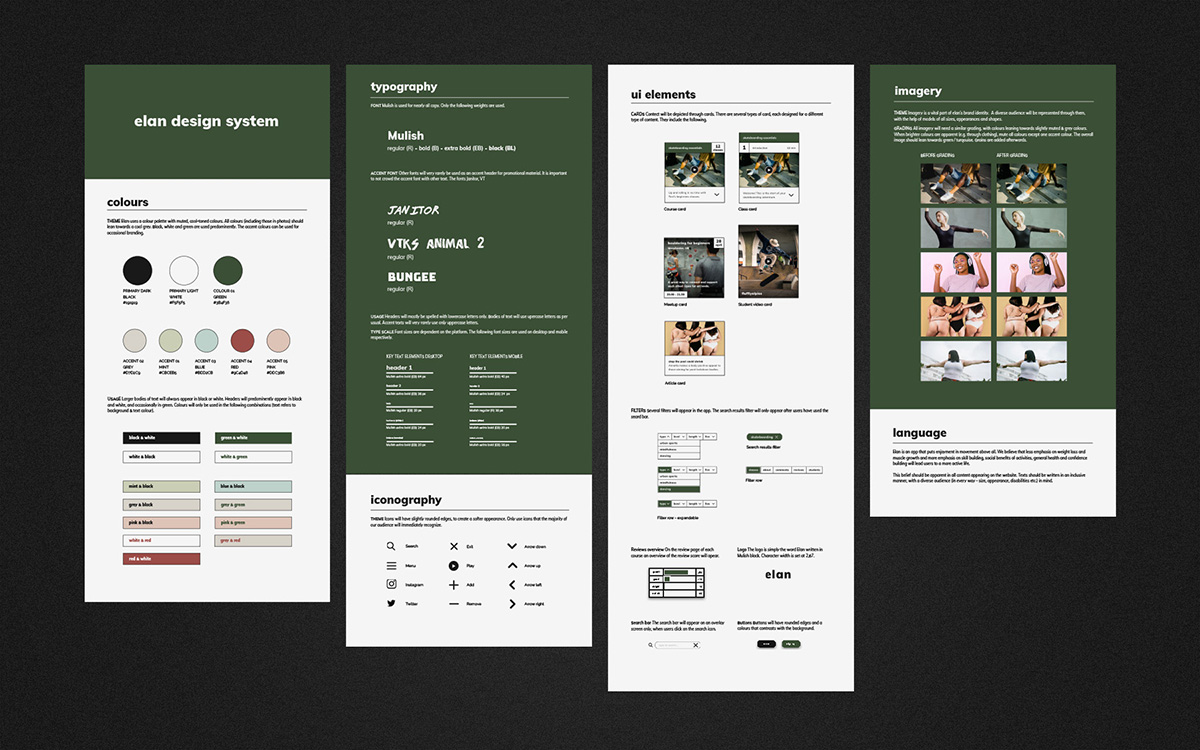 elan design system
colours
THEME Elan uses a colour palette with muted, cool-toned colours. All colours (including those in photos) should
lean towards a cool grey. Black, white and green are used predominently. The accent colours can be used for
occasional branding.
PRIMARY DARK
BLACK
PRIMARY LIGHT
WHITE
COLOUR 01
GREEN
ACCENT 02
GREY
ACCENT 01
MINT
ACCENT 03
BLUE
ACCENT 04
RED
ACCENT 05
PINK
USAGE Larger bodies of text will always appear in black or white. Headers will predominently appear in black
and white, and occasionally is green. Colours will only be used in the following combinations (text refers to
background & text colour).
black & white
green & white
white & black
white & green
mint & black
blue & black
grey & black
grey & green
pink & black
pink & green
white & red
grey & red
red & white
typography
FONT Mulish is used for nearly all copy. Only the following weights are used.
Mulish
regular (R) - bold (B) - extra bold (EB) - black (BL)
ACCENT FONT Other fonts will very rarely be used as an accent header for promotional material. It is important
to not crowd the accent font with other text. The fonts Janitor, VT
JANITOR
regular (R)
VTKS ANIMAL 2
regular (R)
BUNGEE
regular (R)
USAGE Headers will mostly be spelled with lowercase letters only. Bodies of text will use uppercase letters as per
usual. Accent texts will very rarely use only uppercase letters.
TYPE SCALE Font sizes are dependent on the platform. The following font sizes are used on desktop and mobile
respectively.
KEY TEXT ELEMENTS DESKTOP
KEY TEXT ELEMENTS MOBILE
header 1
header 1
header 2
iconography
THEME Icons will have slightly rounded edges, to create a softer appearance. Only use icons that the majority of
our audience will immediately recognize.
Search
Exit
Arrow down
Menu
Play
Arrow up
Instagram
Add
Arrow left
Twitter
Remove
Arrow right
ui elements
CARDS Content will be depicted through cards. There are several types of card, each designed for a different
type of content. They include the following.
Course card
Class card
bouldering for beginners
Meetup card
Student video card
Article card
FILTERS Several filters will appear in the app. The search results filter will only appear after users have used the
search bar.
skateboarding
Search results filter
Filter row
Filter row - expandable
Reviews overview On the review page of each
course an overview of the review score will appear.
Logo The logo is simply the word Elan written in
Mulish black. Character width is set at 2,67.
elan
Search bar The search bar will appear on an overlay
screen only, when users click on the search icons.
Buttons Buttons will have rounded edges and a
colours that contrasts with the background.
imagery
THEME Imagery is a vital part of elan's brand identity. A diverse audience will be represented through them,
with the help of models of all sizes, appearances and shapes.
GRADING All imagery will need a similar grading, with colours leaning towards slightly muted & grey colours.
When brighter colours are apparent (e.g. through clothing), mute all colours except one accent colour. The overall
image should lean towards green / turquoise. Grains are added afterwards.
BEFORE GRADING
AFTER GRADING
language
Elan is an app that puts enjoyment in movement above all. We believe that less emphasis on weight loss and
muscle growth and more emphasis on skill building, social benefits of activities, general health and confidence
building will lead users to a more active life.
This belief should be apparent in all content appearing on the website. Texts should be written in an inclusive
manner, with a diverse audience (in every way - size, appearance, disabilities etc) in mind.